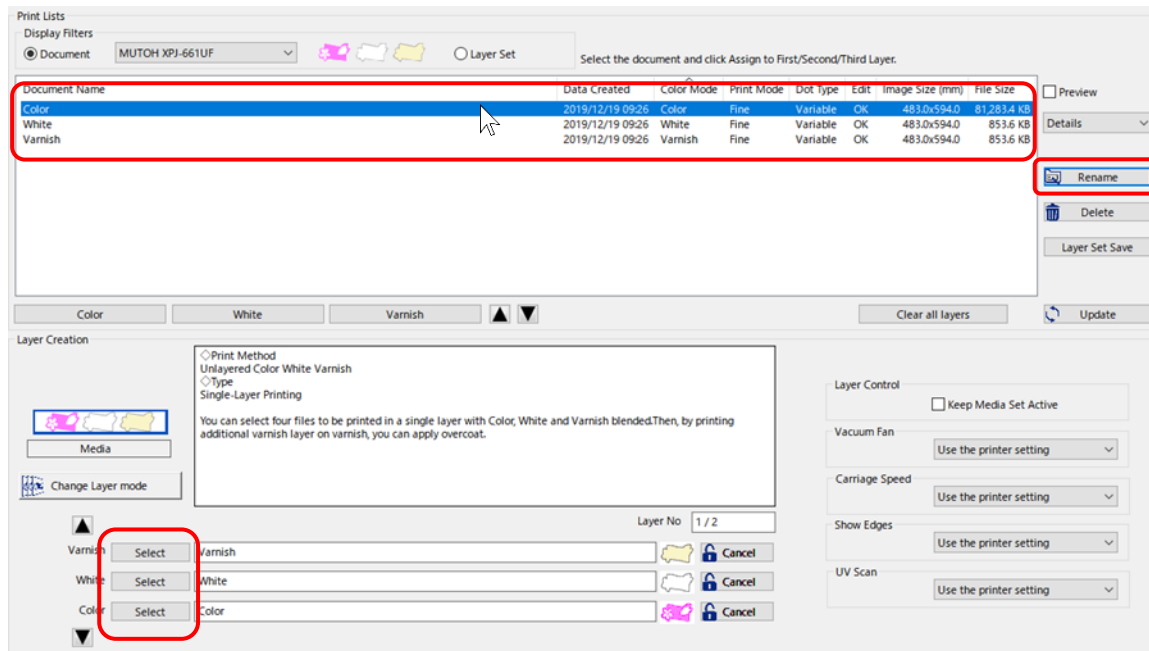 Print Lists
Display Filters
Document MUTOH XPJ-661UF Layer Set
Select the document and click Assign to First/Second/Third Layer.
Document Name Data Created Color Mode Print Mode Dot Type Edit Image Size (mm) File Size
Preview
Color 2019/12/19 09:26 Color Fine Variable OK 483.0x594.0 81,283.4 KB
White 2019/12/19 09:26 White Fine Variable OK 483.0x594.0 853.6 KB
Details
Varnish 2019/12/19 09:26 Varnish Fine Variable OK 483.0x594.0 853.6 KB
Rename
Delete
Layer Set Save
Color White Varnish Clear all layers Update
Layer Creation
◇Print Method
Unlayered Color White Varnish
◇Type
Single-Layer Printing
You can select four files to be printed in a single layer with Color, White and Varnish blended.Then, by printing
additional varnish layer on varnish, you can apply overcoat.
Media
Change Layer mode
Layer No 1 / 2
Varnish Select Varnish Cancel
White Select White Cancel
Color Select Color Cancel
Layer Control
Keep Media Set Active
Vacuum Fan
Use the printer setting
Carriage Speed
Use the printer setting
Show Edges
Use the printer setting
UV Scan
Use the printer setting